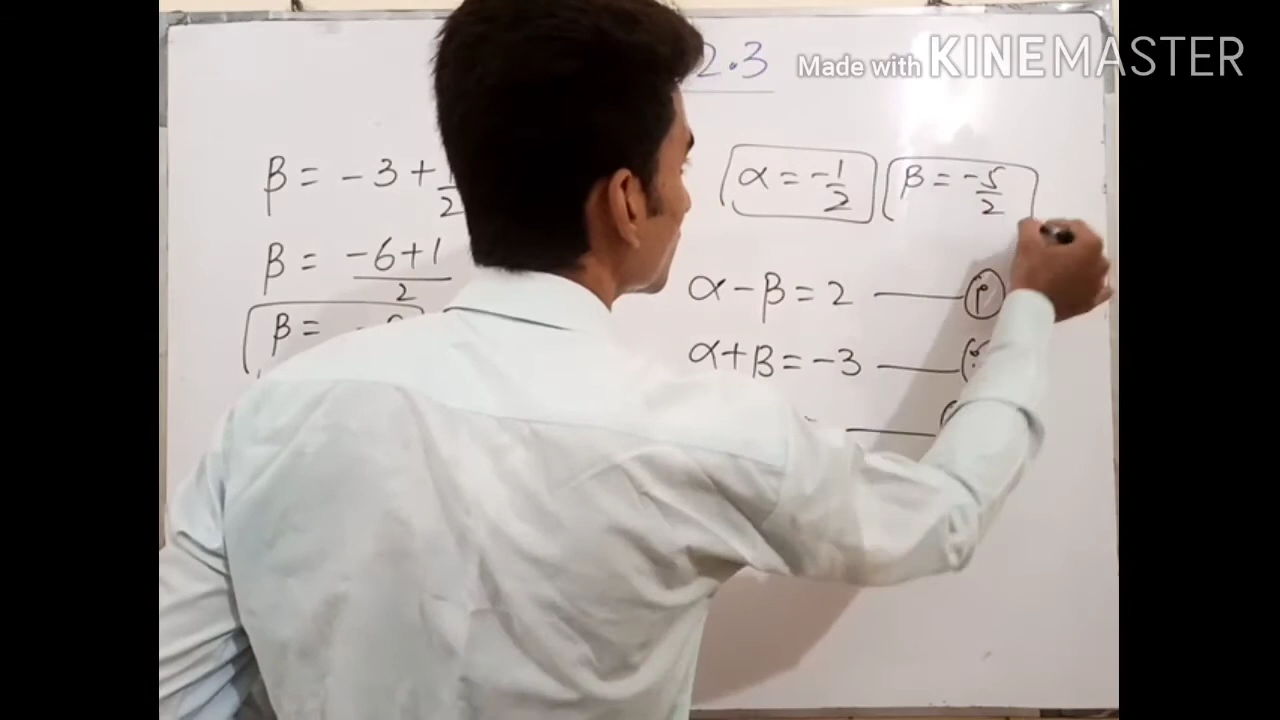 2.3
Made with KINEMASTER
β = -3 + 1/2
β = -6+1/2
β =
α = -1/2
β = -5/2
α - β = 2
α + β = -3